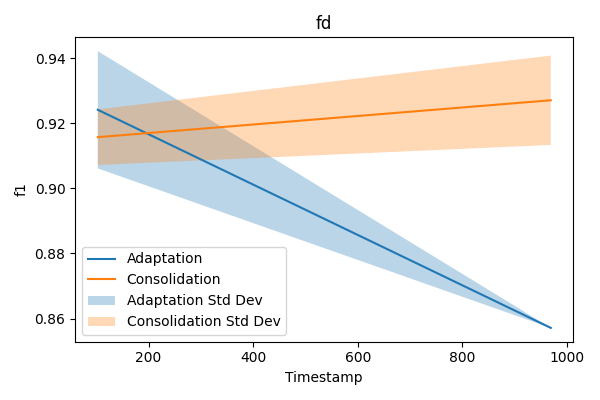 fd
0.94
0.92
0.90
0.88
0.86
f1
Adaptation
Consolidation
Adaptation Std Dev
Consolidation Std Dev
200
400
600
800
1000
Timestamp